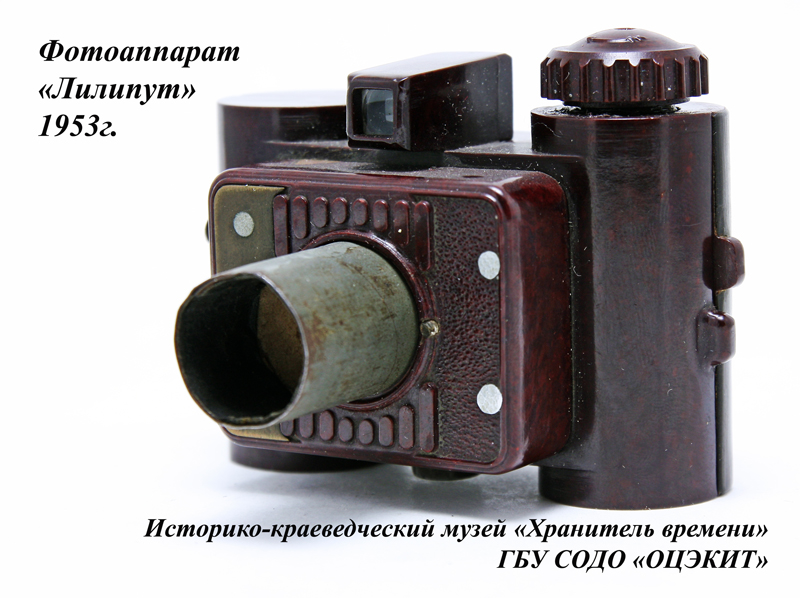 Фотоаппарат
«Лилипут»
1953г.
Историко-краеведческий музей «Хранитель времени»
ГБУ СОДО «ОЦЭКИТ»